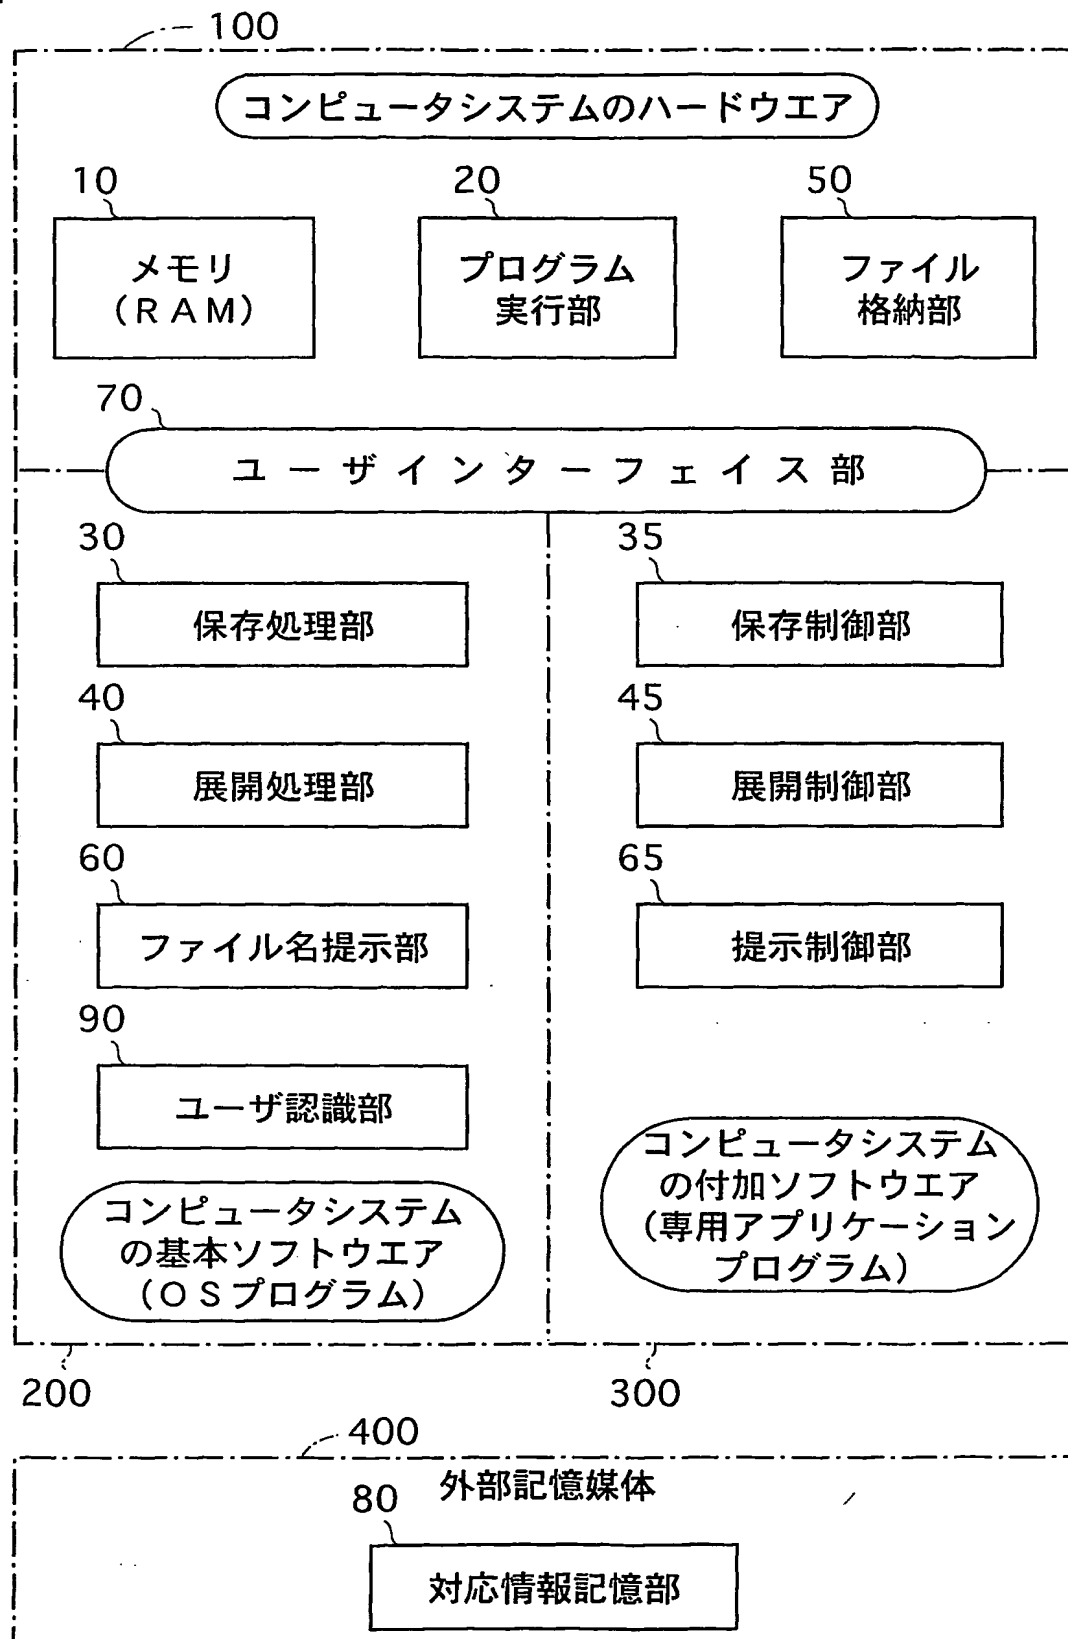 100
コンピュータシステムのハードウエア
10
20
50
メモリ
(RAM)
プログラム
実行部
ファイル
格納部
70
ユーザインターフェイス部
30
35
保存処理部
保存制御部
40
45
展開処理部
展開制御部
60
65
ファイル名提示部
提示制御部
90
ユーザ認識部
コンピュータシステム
の基本ソフトウエア
(OSプログラム)
コンピュータシステム
の付加ソフトウエア
(専用アプリケーション
プログラム)
200
300
400
外部記憶媒体
80
対応情報記憶部